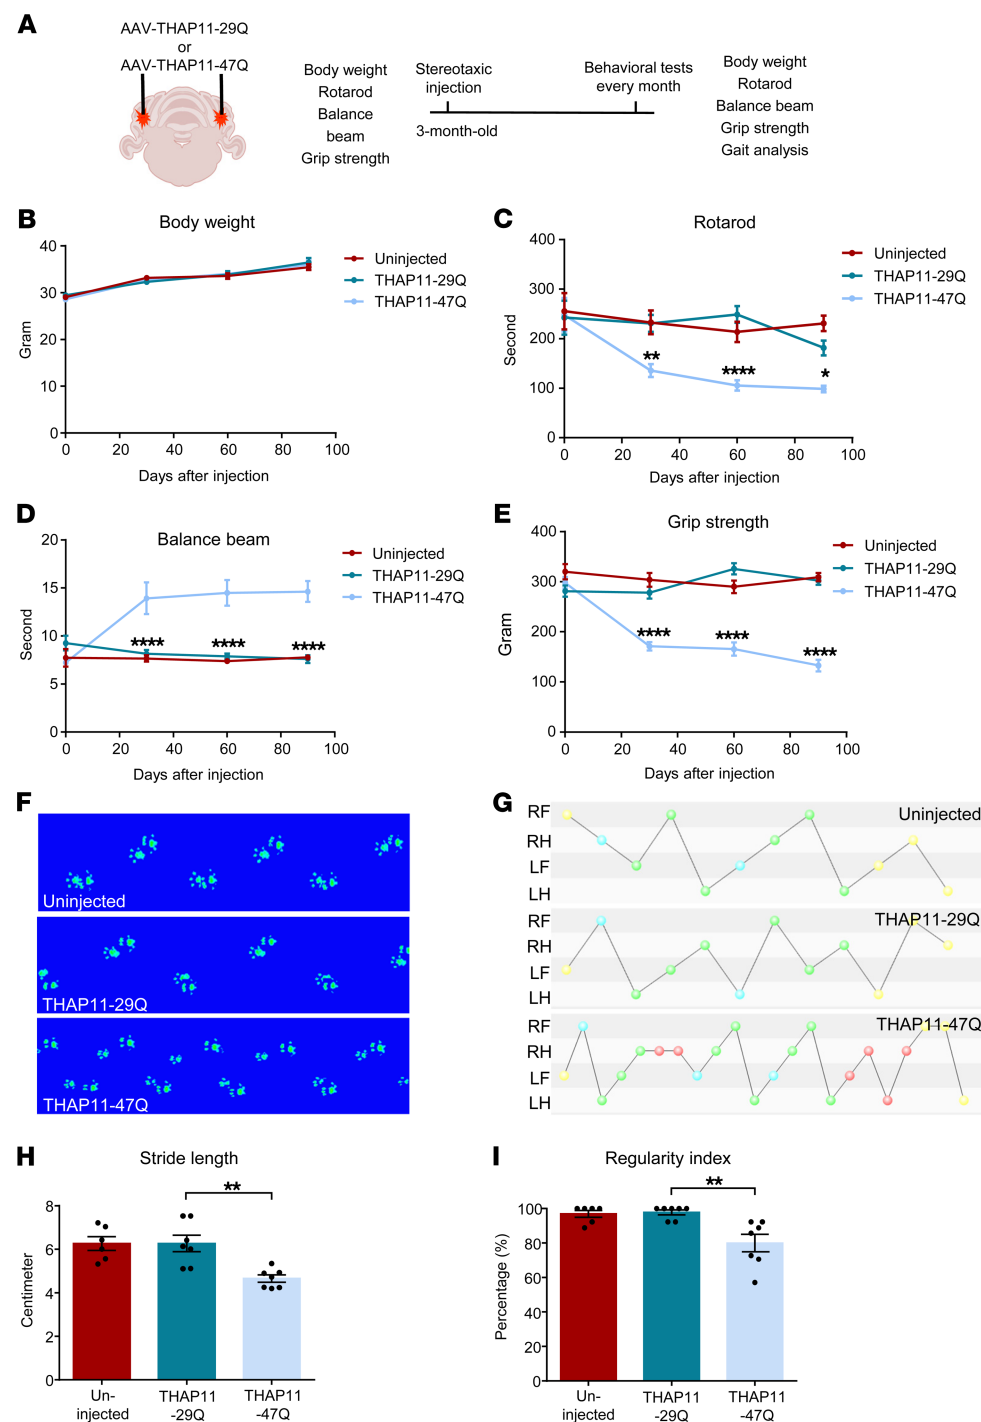 A
AAV-THAP11-29Q
or
AAV-THAP11-47Q
Body weight
Rotarod
Balance
beam
Grip strength
Stereotaxic
injection
3-month-old
Behavioral tests
every month
Body weight
Rotarod
Balance beam
Grip strength
Gait analysis
B
Body weight
40
30
20
10
0
Gram
0 20 40 60 80 100
Days after injection
Uninjected
THAP11-29Q
THAP11-47Q
C
Rotarod
400
300
200
100
0
Second
** **** *
0 20 40 60 80 100
Days after injection
Uninjected
THAP11-29Q
THAP11-47Q
D
Balance beam
20
15
10
5
0
Second
**** **** ****
0 20 40 60 80 100
Days after injection
Uninjected
THAP11-29Q
THAP11-47Q
E
Grip strength
400
300
200
100
0
Gram
**** **** ****
0 20 40 60 80 100
Days after injection
Uninjected
THAP11-29Q
THAP11-47Q
F
Uninjected
THAP11-29Q
THAP11-47Q
G
RF
RH
LF
LH
Uninjected
RF
RH
LF
LH
THAP11-29Q
RF
RH
LF
LH
THAP11-47Q
H
Stride length
**
8
6
4
2
0
Centimeter
Un-
injected
THAP11
-29Q
THAP11
-47Q
I
Regularity index
**
100
80
60
40
20
0
Percentage (%)
Un-
injected
THAP11
-29Q
THAP11
-47Q